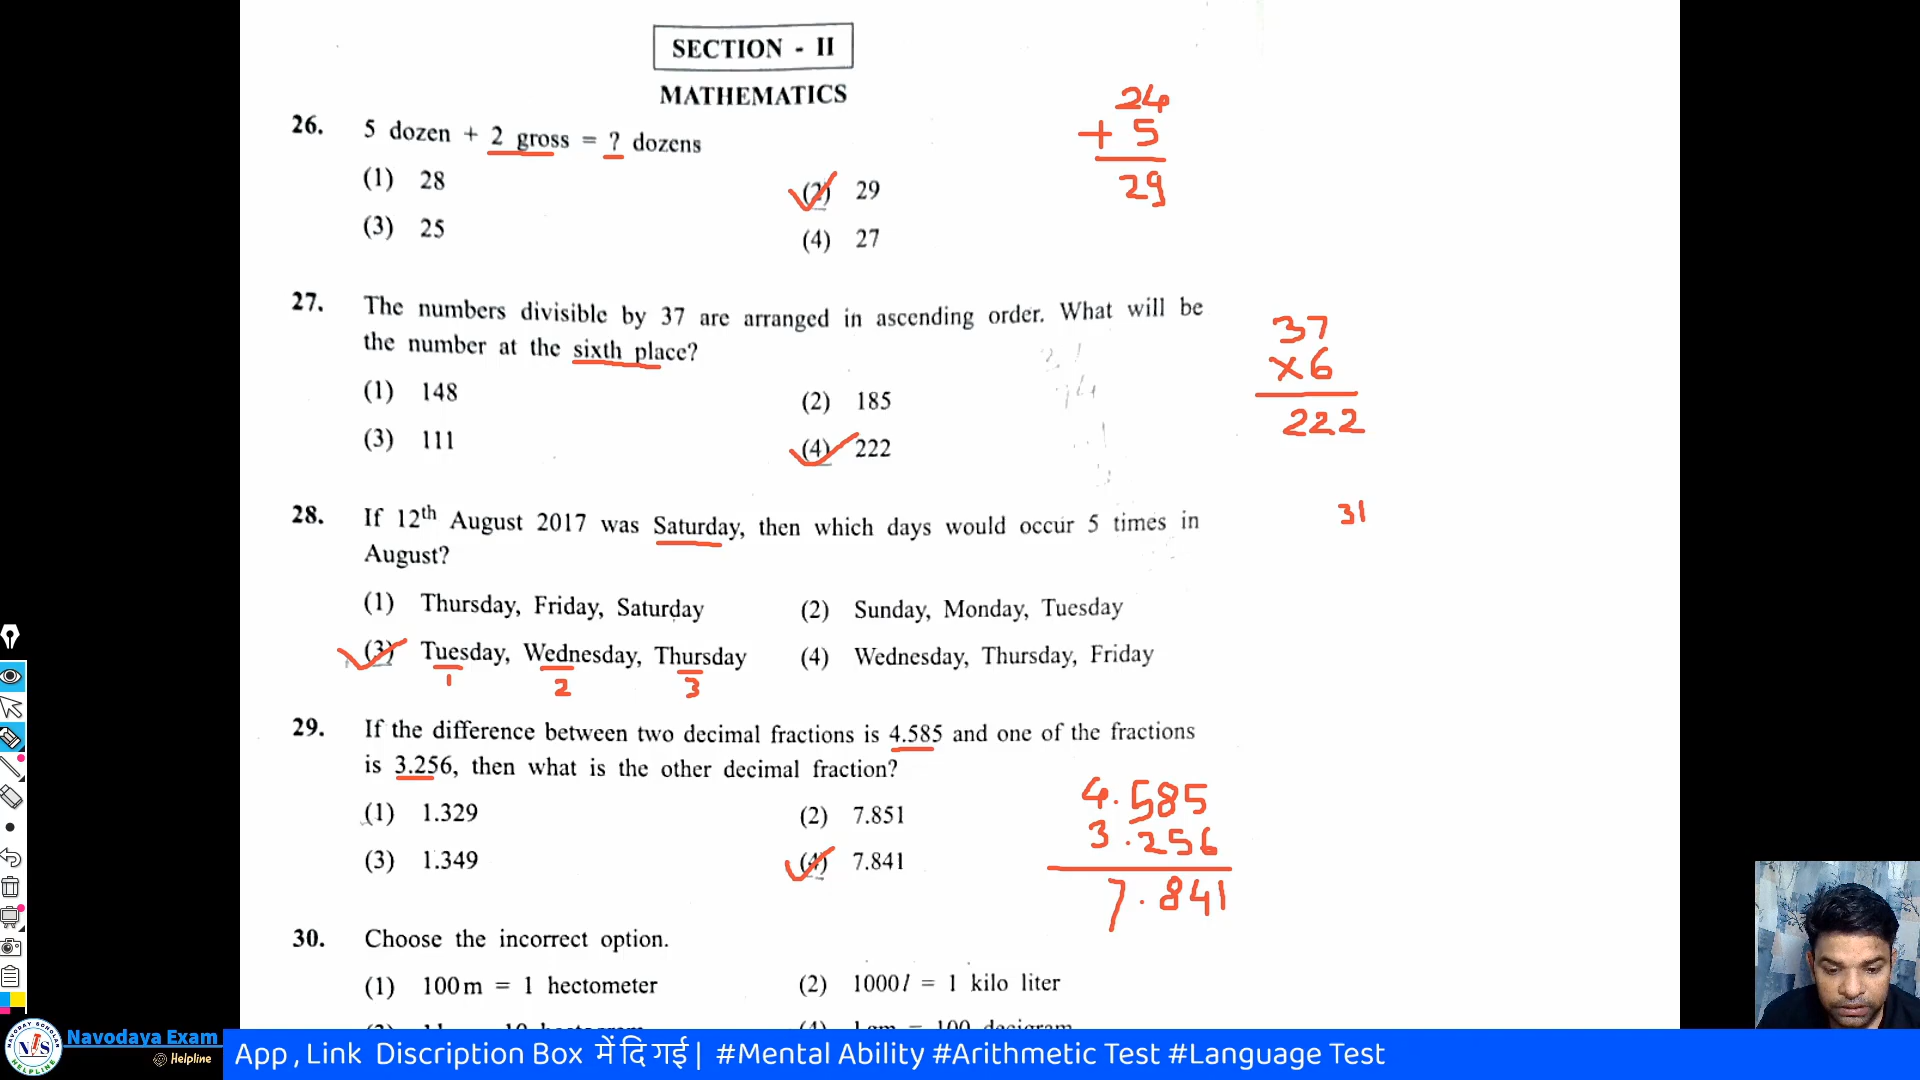 SECTION - II
MATHEMATICS
26. 5 dozen + 2 gross = ? dozens
(1) 28
(2) 29
(3) 25
(4) 27
24
+ 5
29
27. The numbers divisible by 37 are arranged in ascending order. What will be
the number at the sixth place?
(1) 148
(2) 185
(3) 111
(4) 222
37
×6
222
28. If 12th August 2017 was Saturday, then which days would occur 5 times in
August?
31
(1) Thursday, Friday, Saturday
(2) Sunday, Monday, Tuesday
(3) Tuesday, Wednesday, Thursday
(4) Wednesday, Thursday, Friday
1 2 3
29. If the difference between two decimal fractions is 4.585 and one of the fractions
is 3.256, then what is the other decimal fraction?
(1) 1.329
(2) 7.851
(3) 1.349
(4) 7.841
4.585
3.256
7.841
30. Choose the incorrect option.
(1) 100 m = 1 hectometer
(2) 1000 l = 1 kilo liter
(4) 1 gm = 100 decigram
Navodaya Exam
Helpline
App , Link Discription Box में दि गई | #Mental Ability #Arithmetic Test #Language Test